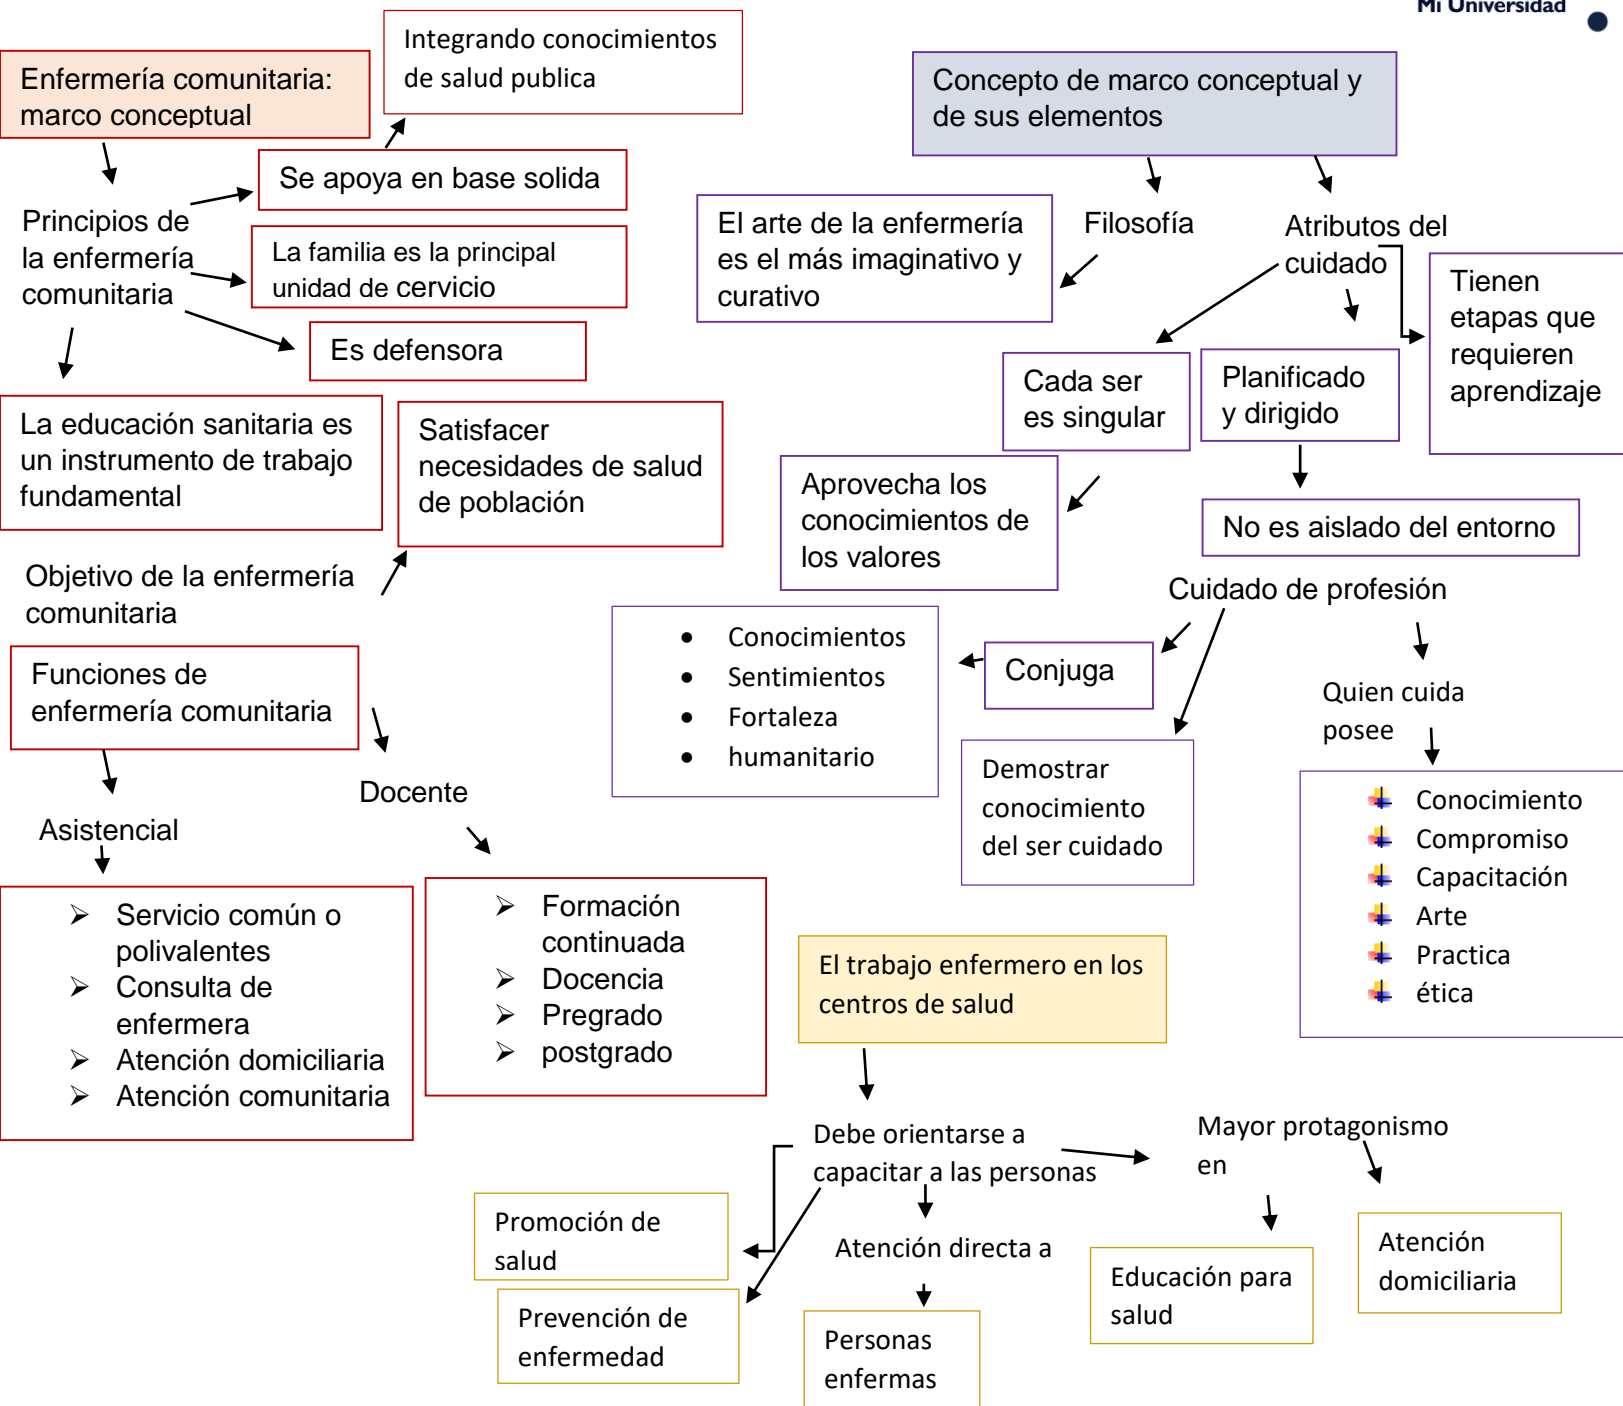 Mi Universidad
Enfermería comunitaria:
marco conceptual
Integrando conocimientos
de salud publica
Se apoya en base solida
Principios de
la enfermería
comunitaria
La familia es la principal
unidad de cervicio
Es defensora
La educación sanitaria es
un instrumento de trabajo
fundamental
Satisfacer
necesidades de salud
de población
Objetivo de la enfermería
comunitaria
Funciones de
enfermería comunitaria
Docente
Asistencial
Servicio común o
polivalentes
Consulta de
enfermera
Atención domiciliaria
Atención comunitaria
Formación
continuada
Docencia
Pregrado
postgrado
Concepto de marco conceptual y
de sus elementos
El arte de la enfermería
es el más imaginativo y
curativo
Filosofía
Atributos del
cuidado
Tienen
etapas que
requieren
aprendizaje
Cada ser
es singular
Planificado
y dirigido
Aprovecha los
conocimientos de
los valores
No es aislado del entorno
Cuidado de profesión
Conocimientos
Sentimientos
Fortaleza
humanitario
Conjuga
Demostrar
conocimiento
del ser cuidado
Quien cuida
posee
Conocimiento
Compromiso
Capacitación
Arte
Practica
ética
El trabajo enfermero en los
centros de salud
Debe orientarse a
capacitar a las personas
Mayor protagonismo
en
Promoción de
salud
Prevención de
enfermedad
Atención directa a
Personas
enfermas
Educación para
salud
Atención
domiciliaria